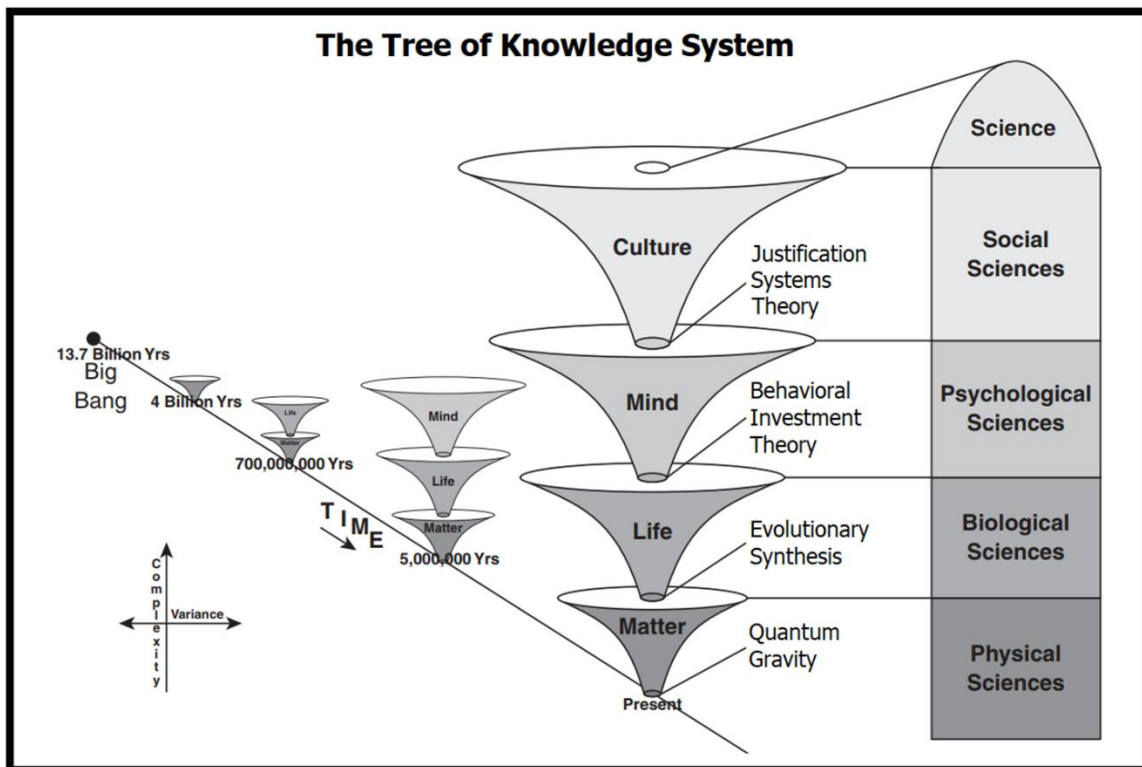 The Tree of Knowledge System
Science
Culture
Justification
Systems
Theory
Social
Sciences
13.7 Billion Yrs
Big
Bang
4 Billion Yrs
Life
Matter
700,000,000 Yrs
Mind
Life
Matter
5,000,000 Yrs
TIME
Mind
Behavioral
Investment
Theory
Psychological
Sciences
Life
Evolutionary
Synthesis
Biological
Sciences
Complexity
Variance
Matter
Quantum
Gravity
Present
Physical
Sciences